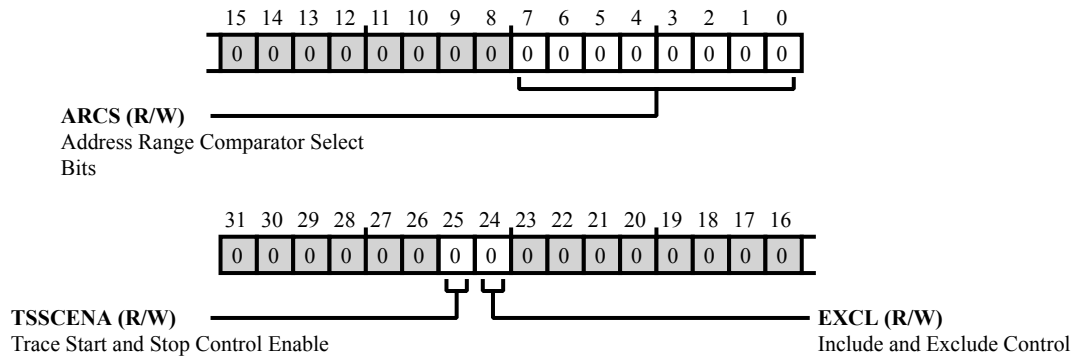 15 14 13 12 11 10 9 8 7 6 5 4 3 2 1 0
0 0 0 0 0 0 0 0 0 0 0 0 0 0 0 0
ARCS (R/W)
Address Range Comparator Select
Bits
31 30 29 28 27 26 25 24 23 22 21 20 19 18 17 16
0 0 0 0 0 0 0 0 0 0 0 0 0 0 0 0
TSSCENA (R/W)
Trace Start and Stop Control Enable
EXCL (R/W)
Include and Exclude Control